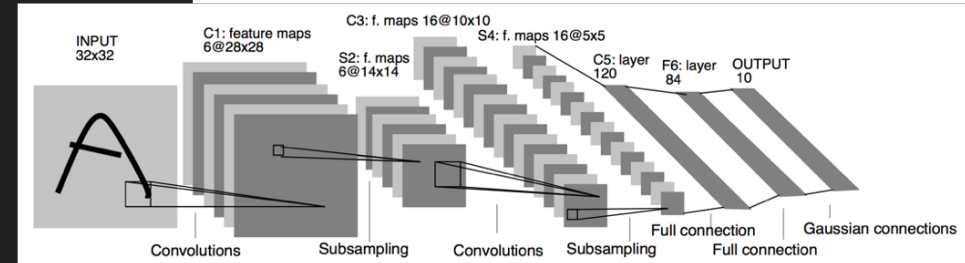 INPUT
32x32
C1: feature maps
6@28x28
S2: f. maps
6@14x14
C3: f. maps 16@10x10
S4: f. maps 16@5x5
C5: layer
120
F6: layer
84
OUTPUT
10
Convolutions
Subsampling
Convolutions
Subsampling
Full connection
Full connection
Gaussian connections